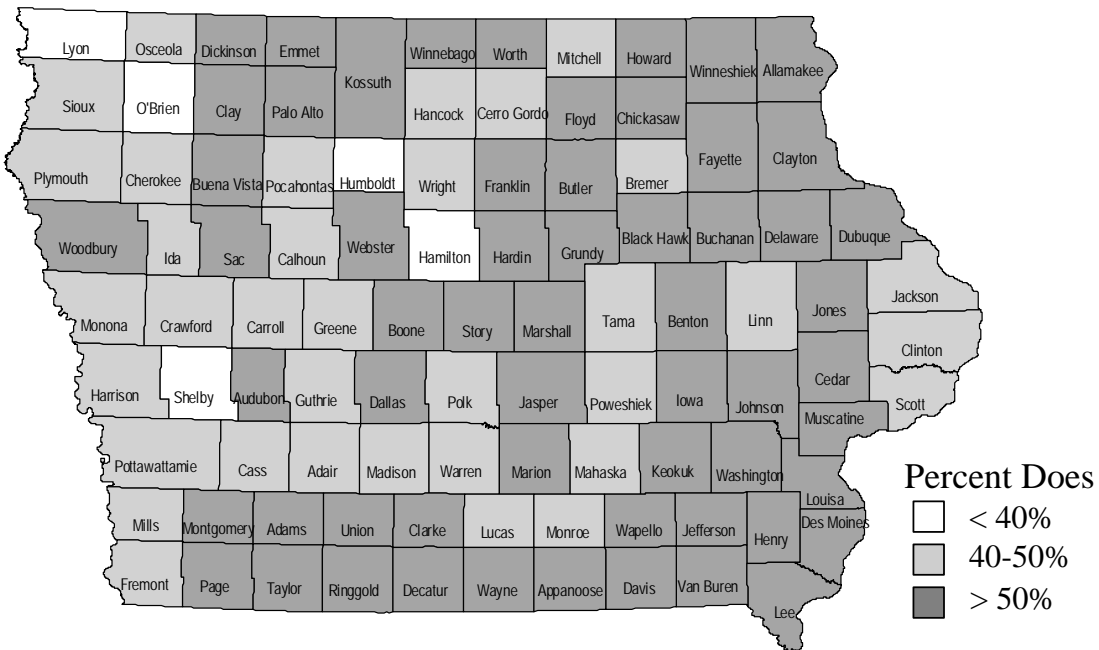 Lyon Osceola Dickinson Emmet Winnebago Worth Mitchell Howard
Kossuth Winneshiek Allamakee
Sioux O'Brien Clay Palo Alto Hancock Cerro Gordo Floyd Chickasaw
Plymouth Cherokee Buena Vista Pocahontas Humboldt Wright Franklin Butler Bremer Fayette Clayton
Woodbury Ida Sac Calhoun Webster Hamilton Hardin Grundy Black Hawk Buchanan Delaware Dubuque
Monona Crawford Carroll Greene Boone Story Marshall Tama Benton Linn Jones Jackson
Clinton
Harrison Shelby Audubon Guthrie Dallas Polk Jasper Poweshiek Iowa Johnson Cedar Scott
Muscatine
Pottawattamie Cass Adair Madison Warren Marion Mahaska Keokuk Washington
Louisa
Mills Montgomery Adams Union Clarke Lucas Monroe Wapello Jefferson Henry Des Moines
Fremont Page Taylor Ringgold Decatur Wayne Appanoose Davis Van Buren
Lee
Percent Does
< 40%
40-50%
> 50%